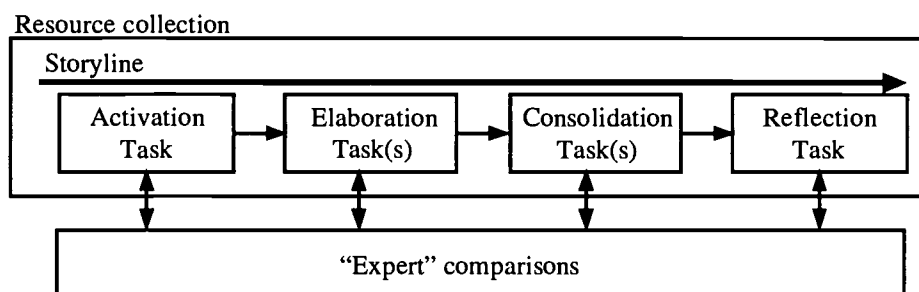 Resource collection
Storyline
Activation
Task
Elaboration
Task(s)
Consolidation
Task(s)
Reflection
Task
“Expert” comparisons